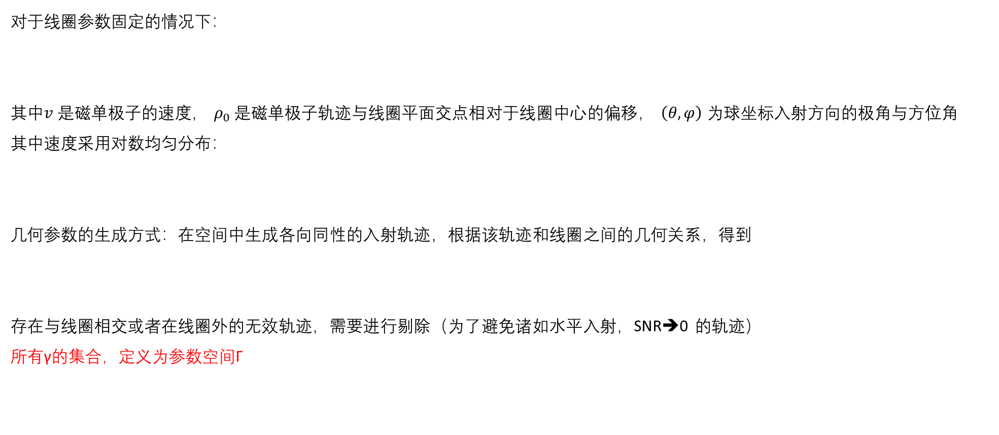 对于线圈参数固定的情况下：
其中𝑣 是磁单极子的速度， 𝜌₀ 是磁单极子轨迹与线圈平面交点相对于线圈中心的偏移， (𝜃, 𝜑) 为球坐标入射方向的极角与方位角
其中速度采用对数均匀分布：
几何参数的生成方式：在空间中生成各向同性的入射轨迹，根据该轨迹和线圈之间的几何关系，得到
存在与线圈相交或者在线圈外的无效轨迹，需要进行剔除（为了避免诸如水平入射，SNR➔0 的轨迹）
所有γ的集合，定义为参数空间Γ